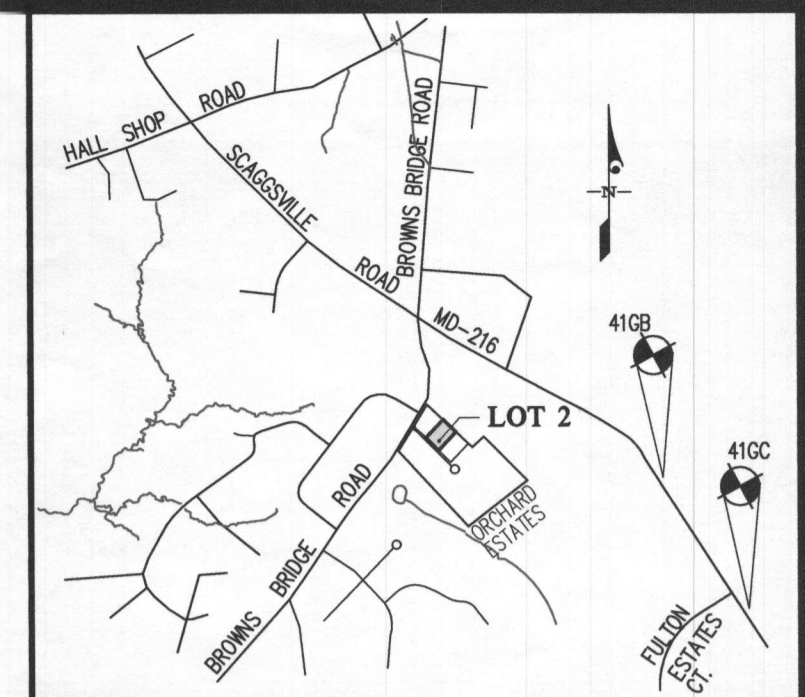 HALL SHOP ROAD
SCAGGSVILLE ROAD
MD-216
BROWNS BRIDGE ROAD
N
41GB
LOT 2
41GC
BROWNS BRIDGE ROAD
ORCHARD
ESTATES
FULTON
ESTATES
CT.